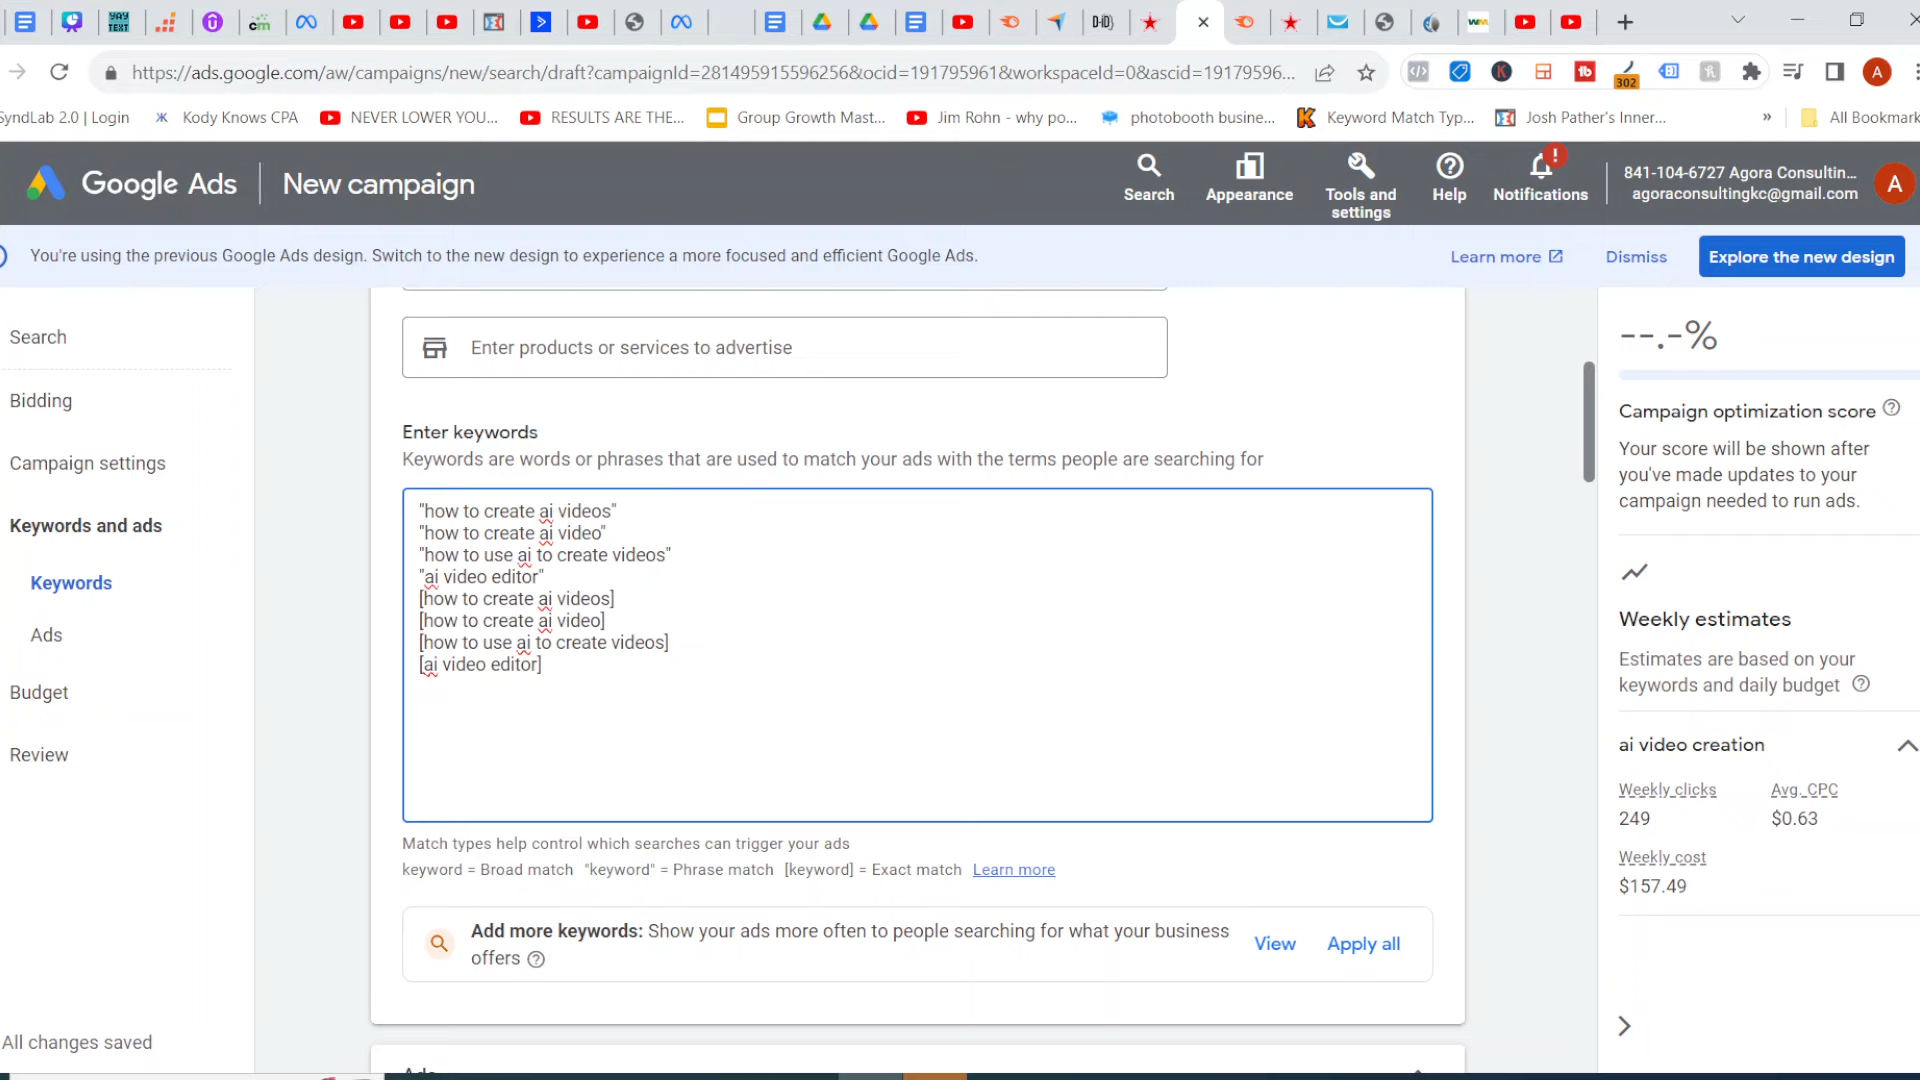 YAY
TEXT
cm
D-iD
WM
https://ads.google.com/aw/campaigns/new/search/draft?campaignId=281495915596256&ocid=191795961&workspaceId=0&ascid=19179596...
302
A
SyndLab 2.0 | Login
Kody Knows CPA
NEVER LOWER YOU...
RESULTS ARE THE...
Group Growth Mast...
Jim Rohn - why po...
photobooth busine...
Keyword Match Typ...
Josh Pather's Inner...
»
All Bookmark
Google Ads
New campaign
Search
Appearance
Tools and
settings
Help
Notifications
841-104-6727 Agora Consultin...
agoraconsultingkc@gmail.com
A
You're using the previous Google Ads design. Switch to the new design to experience a more focused and efficient Google Ads.
Learn more
Dismiss
Explore the new design
Search
Bidding
Campaign settings
Keywords and ads
Keywords
Ads
Budget
Review
All changes saved
Enter products or services to advertise
Enter keywords
Keywords are words or phrases that are used to match your ads with the terms people are searching for
"how to create ai videos"
"how to create ai video"
"how to use ai to create videos"
"ai video editor"
[how to create ai videos]
[how to create ai video]
[how to use ai to create videos]
[ai video editor]
Match types help control which searches can trigger your ads
keyword = Broad match "keyword" = Phrase match [keyword] = Exact match Learn more
Add more keywords: Show your ads more often to people searching for what your business
offers
View
Apply all
Ads
--.-%
Campaign optimization score
Your score will be shown after
you've made updates to your
campaign needed to run ads.
Weekly estimates
Estimates are based on your
keywords and daily budget
ai video creation
Weekly clicks
Avg. CPC
249
$0.63
Weekly cost
$157.49